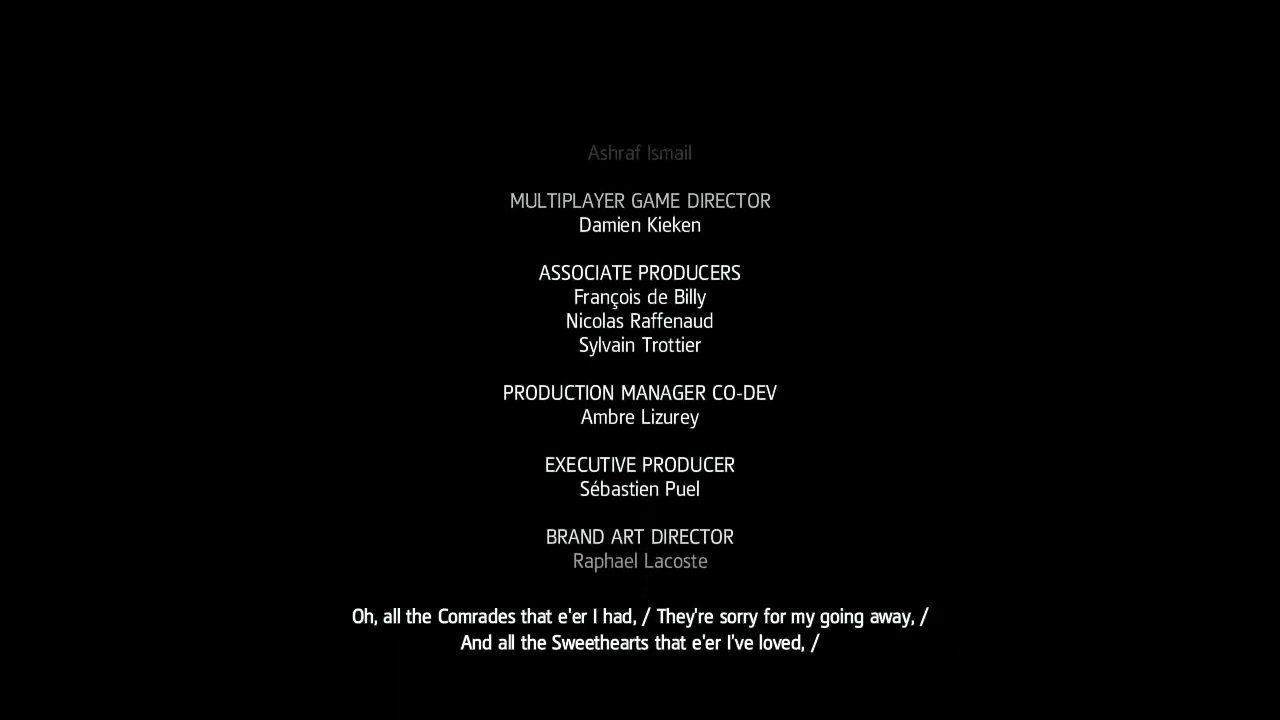 Ashraf Ismail
MULTIPLAYER GAME DIRECTOR
Damien Kieken
ASSOCIATE PRODUCERS
François de Billy
Nicolas Raffenaud
Sylvain Trottier
PRODUCTION MANAGER CO-DEV
Ambre Lizurey
EXECUTIVE PRODUCER
Sébastien Puel
BRAND ART DIRECTOR
Raphael Lacoste
Oh, all the Comrades that e'er I had, / They're sorry for my going away, /
And all the Sweethearts that e'er I've loved, /